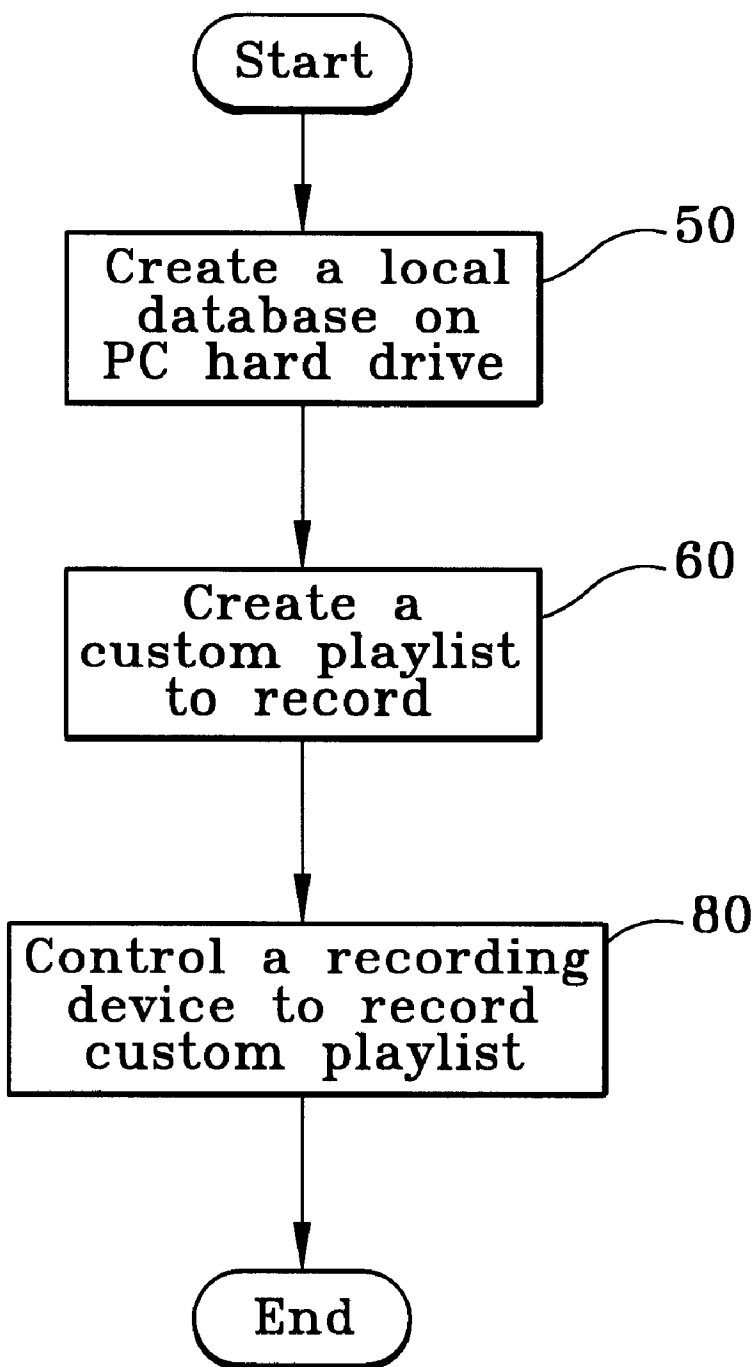 Start
50
Create a local
database on
PC hard drive
60
Create a
custom playlist
to record
80
Control a recording
device to record
custom playlist
End